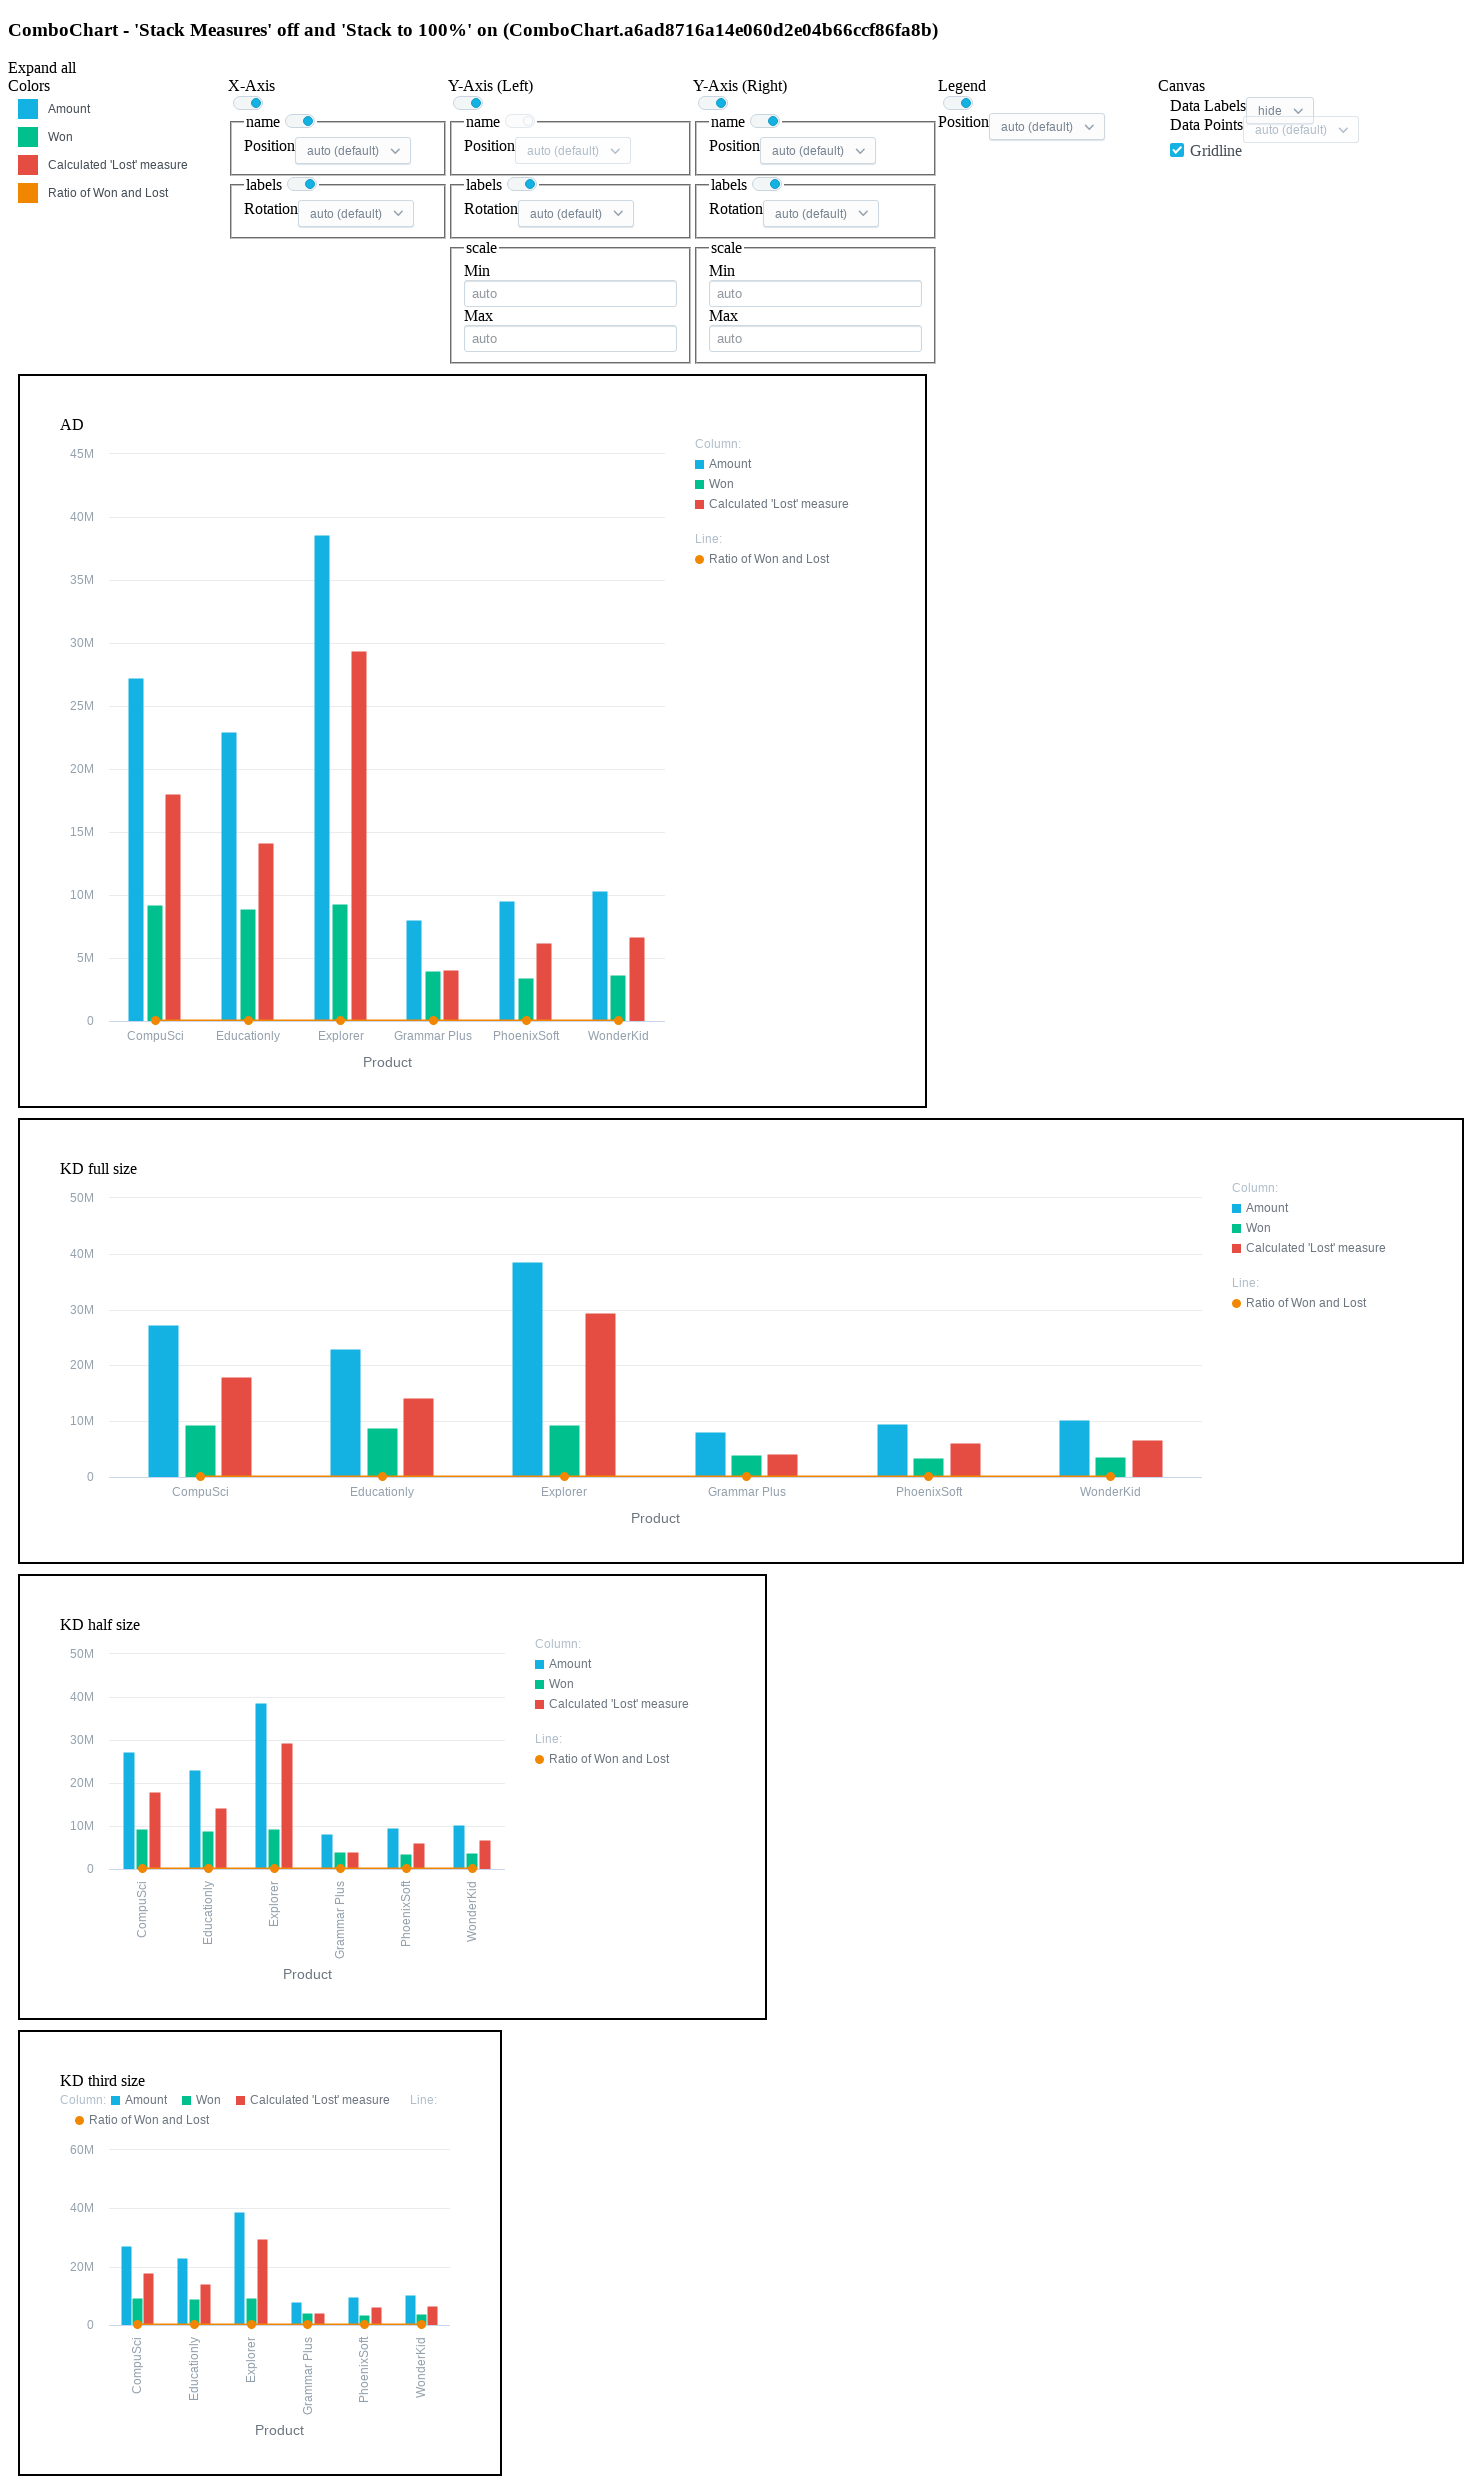 ComboChart - 'Stack Measures' off and 'Stack to 100%' on (ComboChart.a6ad8716a14e060d2e04b66ccf86fa8b)
Expand all
Colors
Amount
Won
Calculated 'Lost' measure
Ratio of Won and Lost
X-Axis
name
Position auto (default)
labels
Rotation auto (default)
Y-Axis (Left)
name
Position auto (default)
labels
Rotation auto (default)
scale
Min
auto
Max
auto
Y-Axis (Right)
name
Position auto (default)
labels
Rotation auto (default)
scale
Min
auto
Max
auto
Legend
Position auto (default)
Canvas
Data Labels hide
Data Points auto (default)
Gridline
AD
45M
40M
35M
30M
25M
20M
15M
10M
5M
0
CompuSci Educationly Explorer Grammar Plus PhoenixSoft WonderKid
Product
Column:
Amount
Won
Calculated 'Lost' measure
Line:
Ratio of Won and Lost
KD full size
50M
40M
30M
20M
10M
0
CompuSci Educationly Explorer Grammar Plus PhoenixSoft WonderKid
Product
Column:
Amount
Won
Calculated 'Lost' measure
Line:
Ratio of Won and Lost
KD half size
50M
40M
30M
20M
10M
0
CompuSci
Educationly
Explorer
Grammar Plus
PhoenixSoft
WonderKid
Product
Column:
Amount
Won
Calculated 'Lost' measure
Line:
Ratio of Won and Lost
KD third size
Column: Amount Won Calculated 'Lost' measure Line:
Ratio of Won and Lost
60M
40M
20M
0
CompuSci
Educationly
Explorer
Grammar Plus
PhoenixSoft
WonderKid
Product